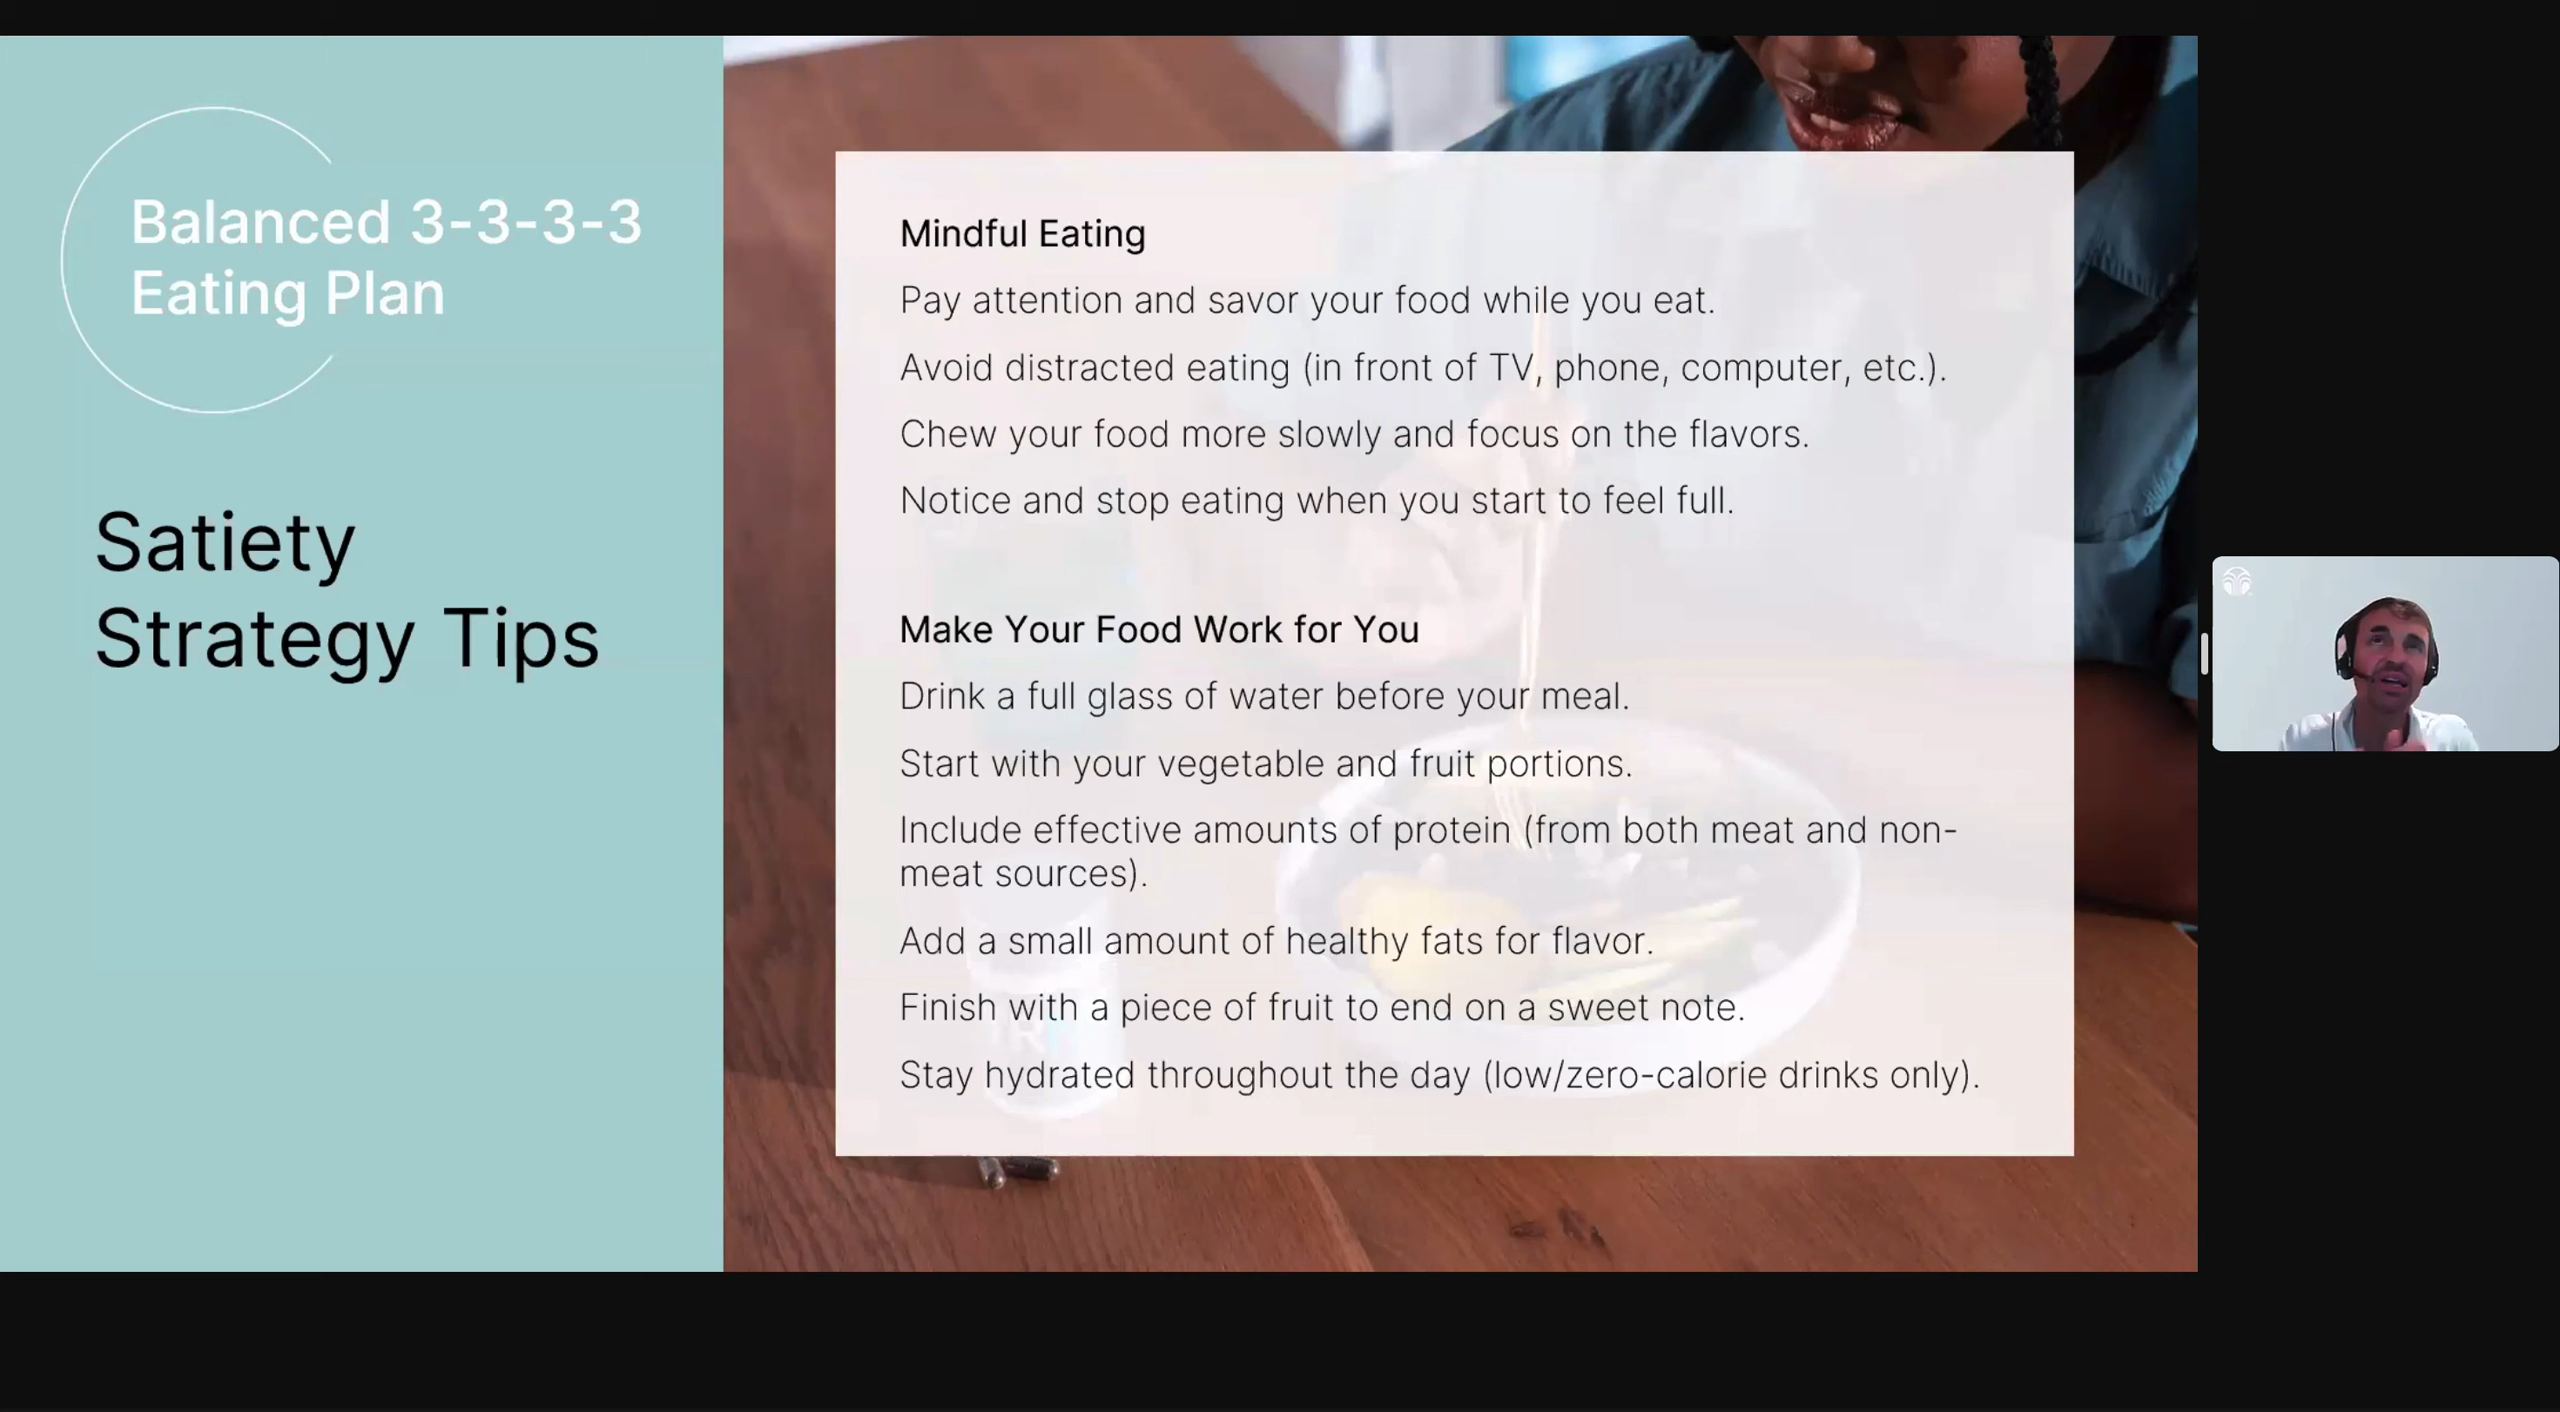 Balanced 3-3-3-3
Eating Plan
Satiety
Strategy Tips
Mindful Eating
Pay attention and savor your food while you eat.
Avoid distracted eating (in front of TV, phone, computer, etc.).
Chew your food more slowly and focus on the flavors.
Notice and stop eating when you start to feel full.
Make Your Food Work for You
Drink a full glass of water before your meal.
Start with your vegetable and fruit portions.
Include effective amounts of protein (from both meat and non-
meat sources).
Add a small amount of healthy fats for flavor.
Finish with a piece of fruit to end on a sweet note.
Stay hydrated throughout the day (low/zero-calorie drinks only).